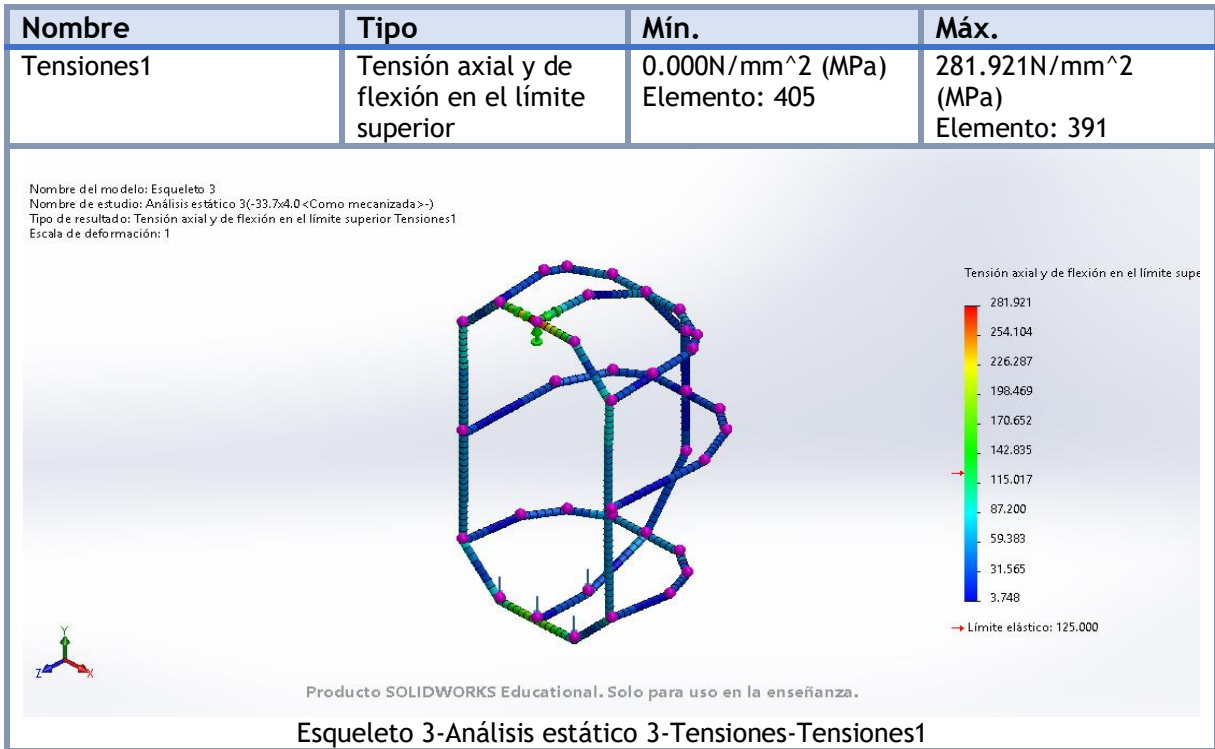 Nombre Tipo Mín. Máx.
Tensiones1 Tensión axial y de 0.000N/mm^2 (MPa) 281.921N/mm^2
flexión en el límite Elemento: 405 (MPa)
superior Elemento: 391
Nombre del modelo: Esqueleto 3
Nombre de estudio: Análisis estático 3(-33.7x4.0 <Como mecanizada>-)
Tipo de resultado: Tensión axial y de flexión en el límite superior Tensiones1
Escala de deformación: 1
Tensión axial y de flexión en el límite supe
281.921
254.104
226.287
198.469
170.652
142.835
115.017
87.200
59.383
31.565
3.748
Límite elástico: 125.000
Y
Z X
Producto SOLIDWORKS Educational. Solo para uso en la enseñanza.
Esqueleto 3-Análisis estático 3-Tensiones-Tensiones1